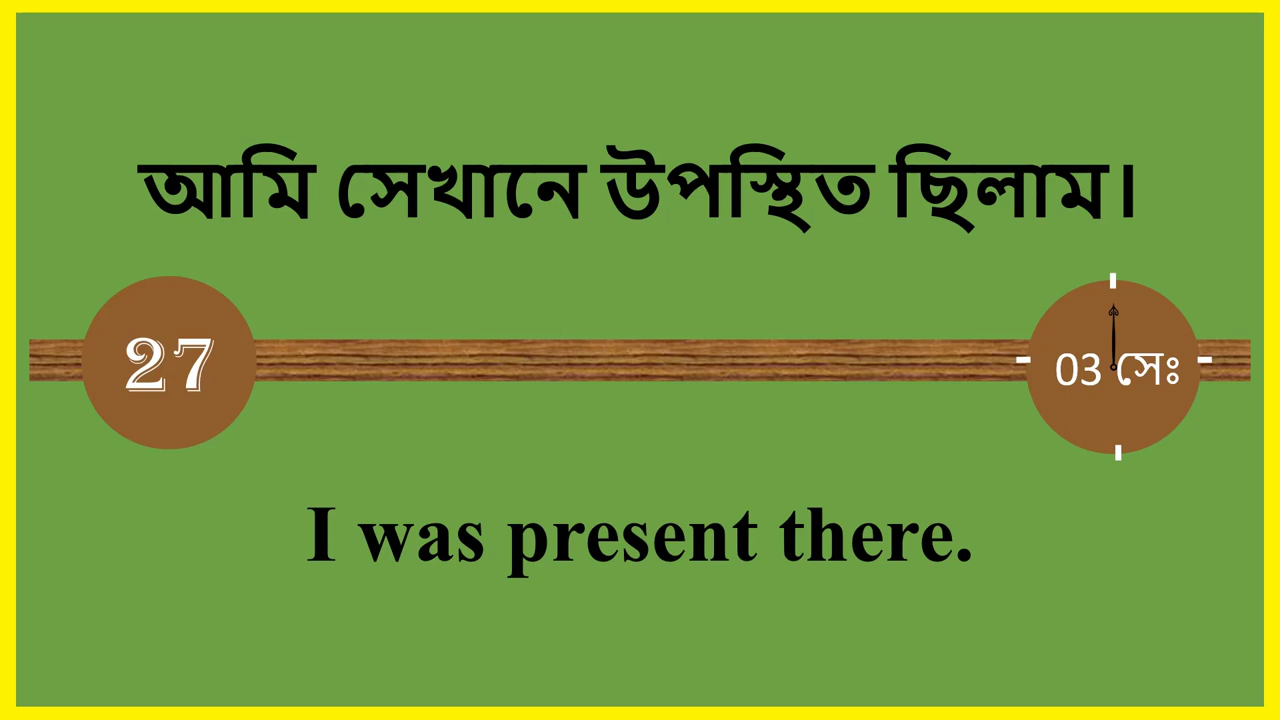 আমি সেখানে উপস্থিত ছিলাম।
27
03 সেঃ
I was present there.